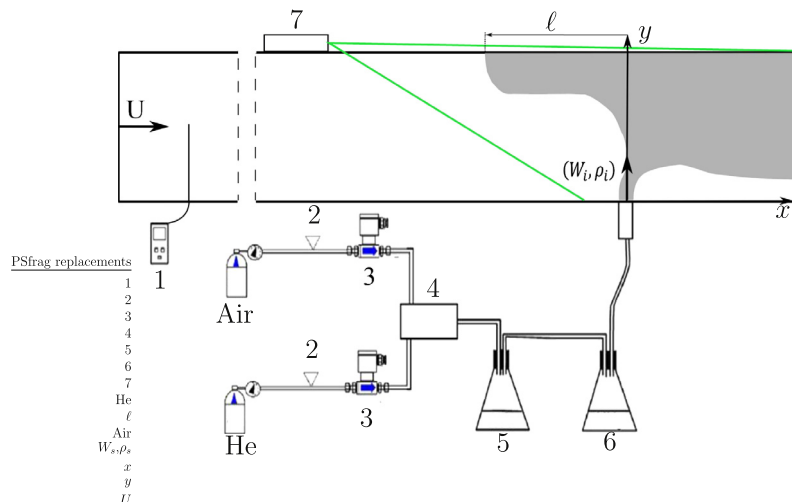 7
ℓ
y
U
(W_i,ρ_i)
x
2
3
1
Air
4
2
3
He
5
6
PSfrag replacements
1
2
3
4
5
6
7
He
ℓ
Air
W_s,ρ_s
x
y
U